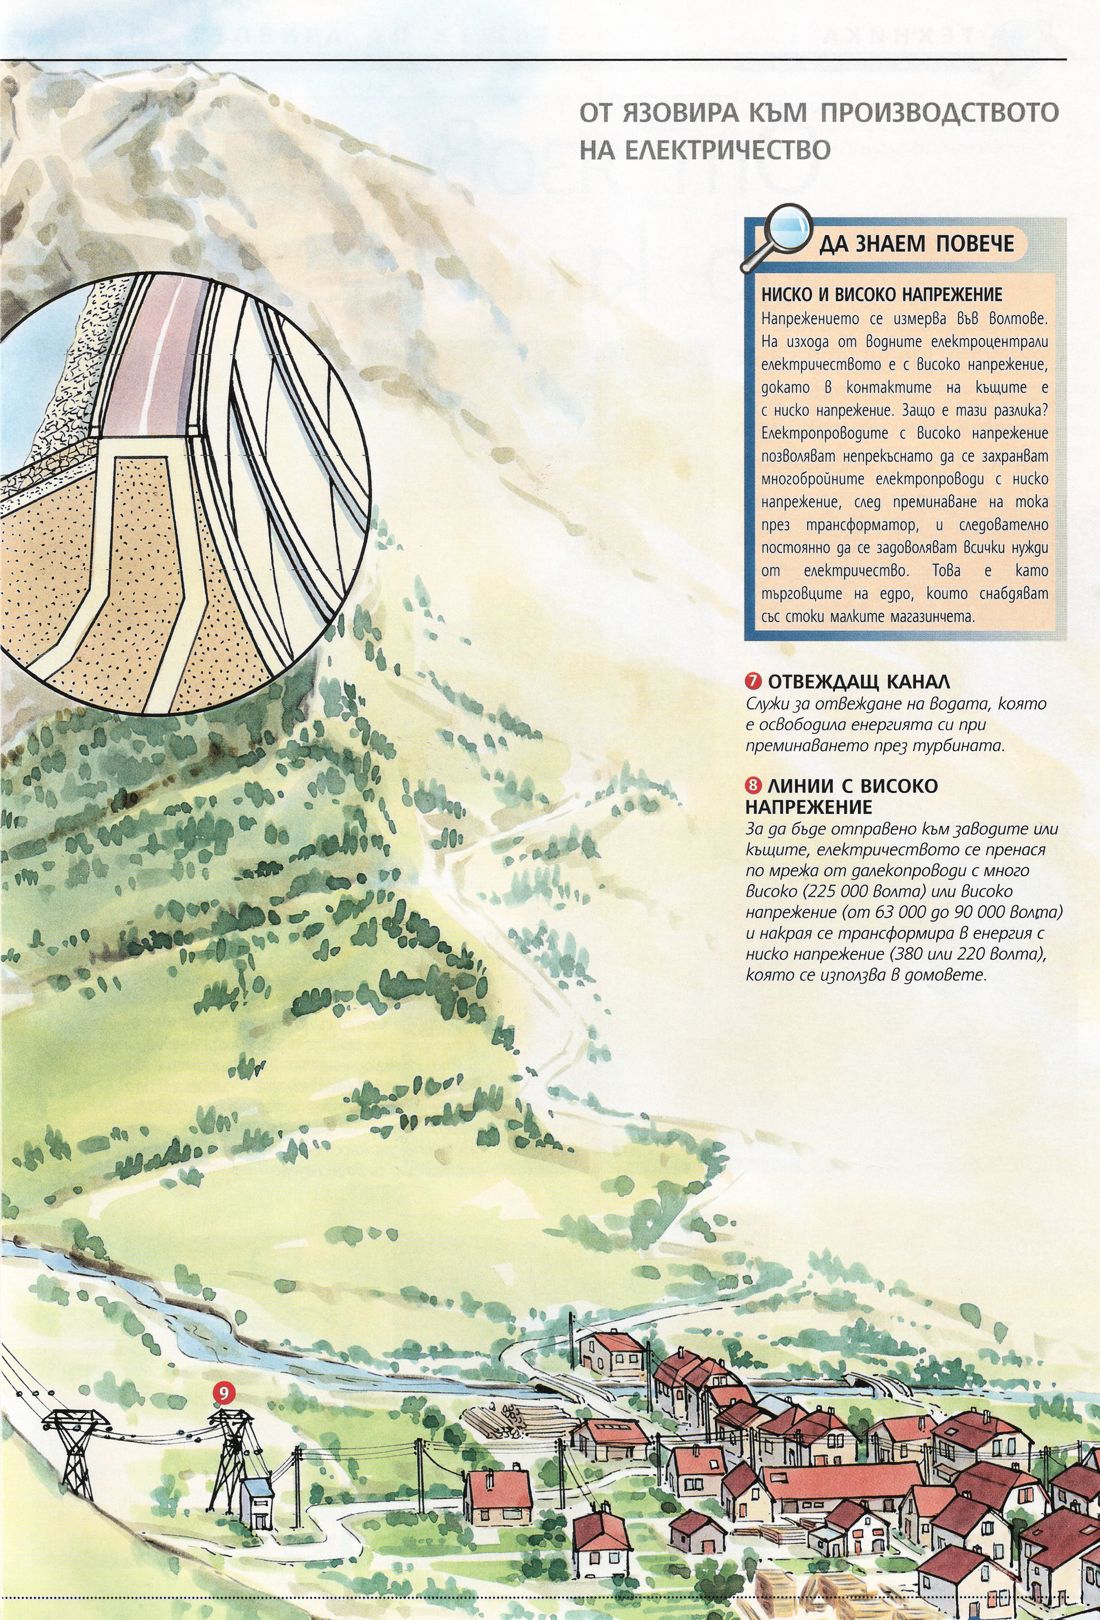 ОТ ЯЗОВИРА КЪМ ПРОИЗВОДСТВОТО
НА ЕЛЕКТРИЧЕСТВО
ДА ЗНАЕМ ПОВЕЧЕ
НИСКО И ВИСОКО НАПРЕЖЕНИЕ
Напрежението се измерва във волтове.
На изхода от водните електроцентрали
електричеството е с високо напрежение,
докато в контактите на къщите е
с ниско напрежение. Защо е тази разлика?
Електропроводите с високо напрежение
позволяват непрекъснато да се захранват
многобройните електропроводи с ниско
напрежение, след преминаване на тока
през трансформатор, и следователно
постоянно да се задоволяват всички нужди
от електричество. Това е като
търговците на едро, които снабдяват
със стоки малките магазинчета.
7 ОТВЕЖДАЩ КАНАЛ
Служи за отвеждане на водата, която
е освободила енергията си при
преминаването през турбината.
8 ЛИНИИ С ВИСОКО
НАПРЕЖЕНИЕ
За да бъде отправено към заводите или
къщите, електричеството се пренася
по мрежа от далекопроводи с много
високо (225 000 волта) или високо
напрежение (от 63 000 до 90 000 волта)
и накрая се трансформира в енергия с
ниско напрежение (380 или 220 волта),
която се използва в домовете.
9